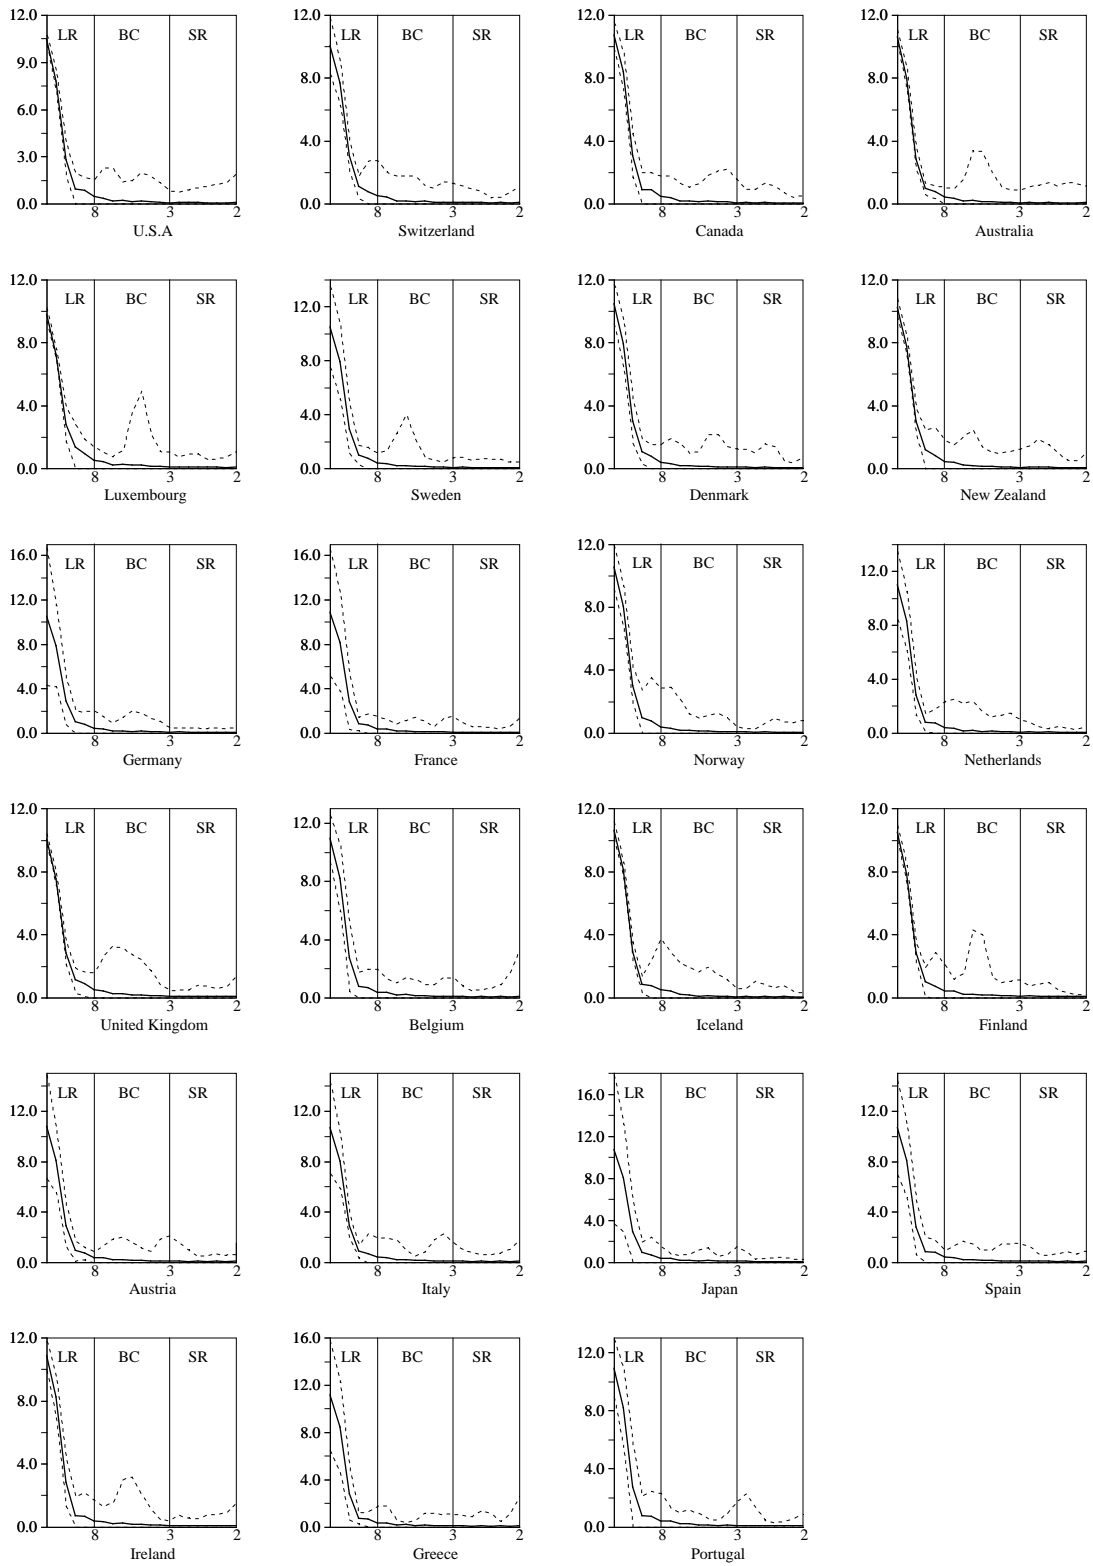 12.0
LR BC SR
9.0
6.0
3.0
0.0
8 3 2
U.S.A
12.0
LR BC SR
8.0
4.0
0.0
8 3 2
Switzerland
12.0
LR BC SR
8.0
4.0
0.0
8 3 2
Canada
12.0
LR BC SR
8.0
4.0
0.0
8 3 2
Australia
12.0
LR BC SR
8.0
4.0
0.0
8 3 2
Luxembourg
LR BC SR
12.0
8.0
4.0
0.0
8 3 2
Sweden
12.0
LR BC SR
8.0
4.0
0.0
8 3 2
Denmark
12.0
LR BC SR
8.0
4.0
0.0
8 3 2
New Zealand
16.0
LR BC SR
12.0
8.0
4.0
0.0
8 3 2
Germany
16.0
LR BC SR
12.0
8.0
4.0
0.0
8 3 2
France
12.0
LR BC SR
8.0
4.0
0.0
8 3 2
Norway
LR BC SR
12.0
8.0
4.0
0.0
8 3 2
Netherlands
12.0
LR BC SR
8.0
4.0
0.0
8 3 2
United Kingdom
12.0
LR BC SR
8.0
4.0
0.0
8 3 2
Belgium
12.0
LR BC SR
8.0
4.0
0.0
8 3 2
Iceland
12.0
LR BC SR
8.0
4.0
0.0
8 3 2
Finland
LR BC SR
12.0
8.0
4.0
0.0
8 3 2
Austria
LR BC SR
12.0
8.0
4.0
0.0
8 3 2
Italy
LR BC SR
16.0
12.0
8.0
4.0
0.0
8 3 2
Japan
LR BC SR
12.0
8.0
4.0
0.0
8 3 2
Spain
12.0
LR BC SR
8.0
4.0
0.0
8 3 2
Ireland
16.0
LR BC SR
12.0
8.0
4.0
0.0
8 3 2
Greece
12.0
LR BC SR
8.0
4.0
0.0
8 3 2
Portugal